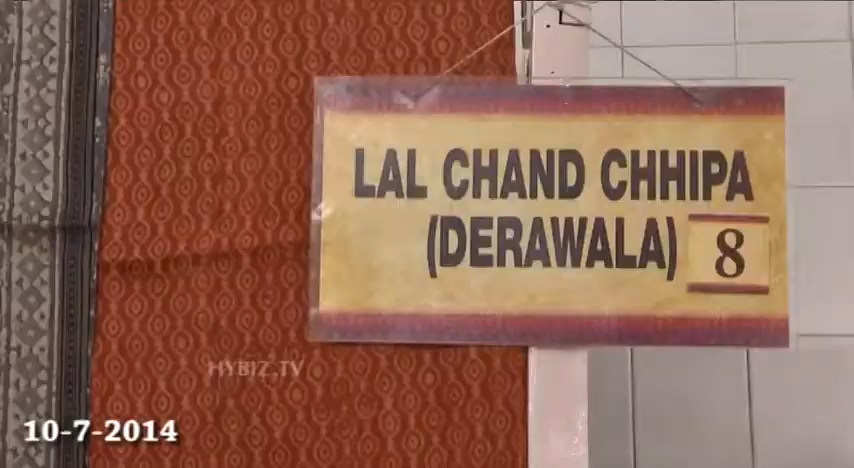 LAL CHAND CHHIPA
(DERAWALA)
8
HYBIZ.TV
10-7-2014